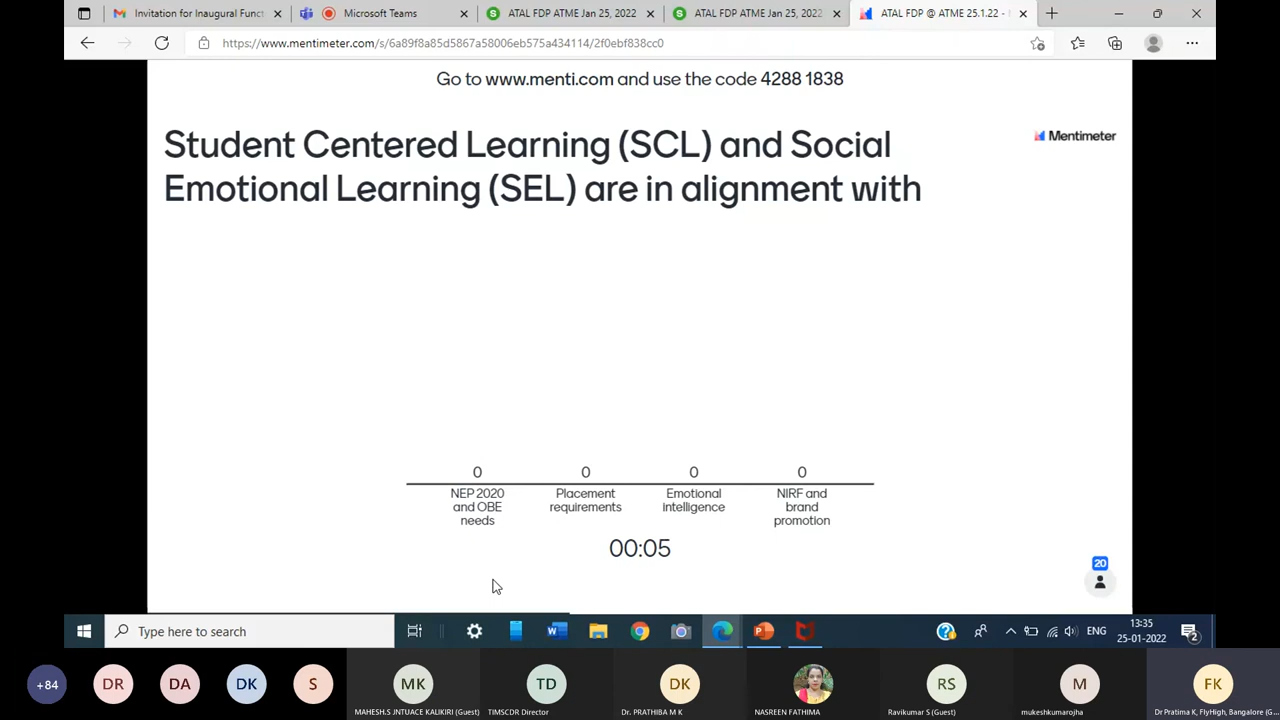 Invitation for Inaugural Funct
Microsoft Teams
ATAL FDP ATME Jan 25, 2022
ATAL FDP ATME Jan 25, 2022
ATAL FDP @ ATME 25.1.22 -
https://www.mentimeter.com/s/6a89f8a85d5867a58006eb575a434114/2f0ebf838cc0
Go to www.menti.com and use the code 4288 1838
Student Centered Learning (SCL) and Social
Emotional Learning (SEL) are in alignment with
Mentimeter
0
0
0
0
NEP 2020
and OBE
needs
Placement
requirements
Emotional
intelligence
NIRF and
brand
promotion
00:05
20
Type here to search
ENG
13:35
25-01-2022
2
+84
DR
DA
DK
S
MK
MAHESH.S JNTUACE KALIKIRI (Guest)
TD
TIMSCDR Director
DK
Dr. PRATHIBA M K
NASREEN FATHIMA
RS
Ravikumar S (Guest)
M
mukeshkumarojha
FK
Dr Pratima K, FlyHigh, Bangalore (G...